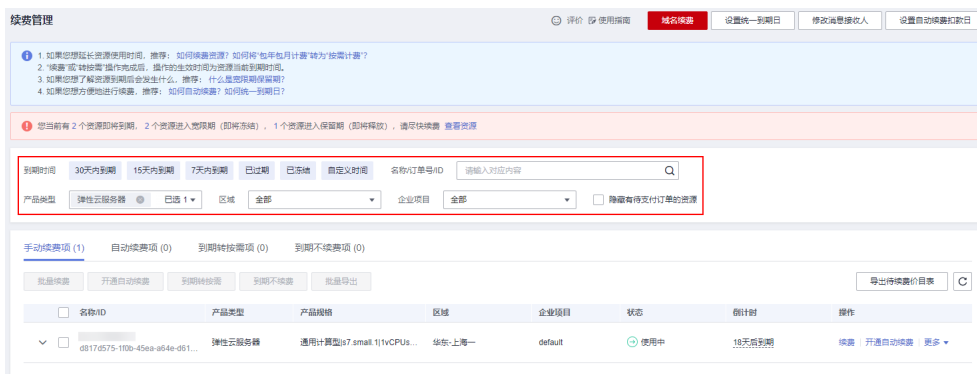 续费管理
评价 使用指南 域名续费 设置统一到期日 修改消息接收人 设置自动续费扣款日
1. 如果您想延长资源使用时间，推荐： 如何续费资源？如何将“包年包月计费”转为“按需计费”？
2. “续费”或“转按需”操作完成后，操作的生效时间为资源当前到期时间。
3. 如果您想了解资源到期后会发生什么，推荐： 什么是宽限期保留期？
4. 如果您想方便地进行续费，推荐： 如何自动续费？如何统一到期日？
您当前有 2 个资源即将到期， 2 个资源进入宽限期（即将冻结）， 1 个资源进入保留期（即将释放），请尽快续费 查看资源
到期时间 30天内到期 15天内到期 7天内到期 已过期 已冻结 自定义时间 名称/订单号/ID 请输入对应内容
产品类型 弹性云服务器 已选 1 区域 全部 企业项目 全部 隐藏有待支付订单的资源
手动续费项 (1) 自动续费项 (0) 到期转按需项 (0) 到期不续费项 (0)
批量续费 开通自动续费 到期转按需 到期不续费 批量导出 导出待续费价目表
名称/ID 产品类型 产品规格 区域 企业项目 状态 倒计时 操作
d817d575-1f0b-45ea-a64e-d61... 弹性云服务器 通用计算型|s7.small.1|1vCPUs... 华东-上海一 default 使用中 18天后到期 续费 开通自动续费 更多